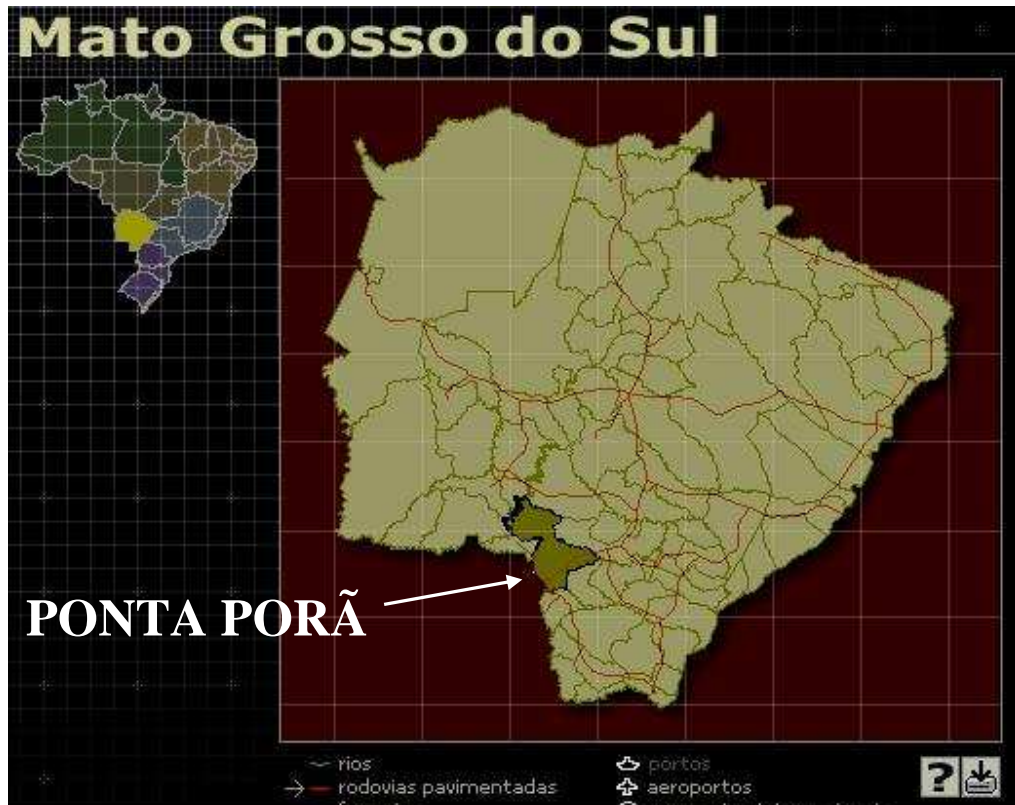 Mato Grosso do Sul
PONTA PORÃ
rios
rodovias pavimentadas
portos
aeroportos
?